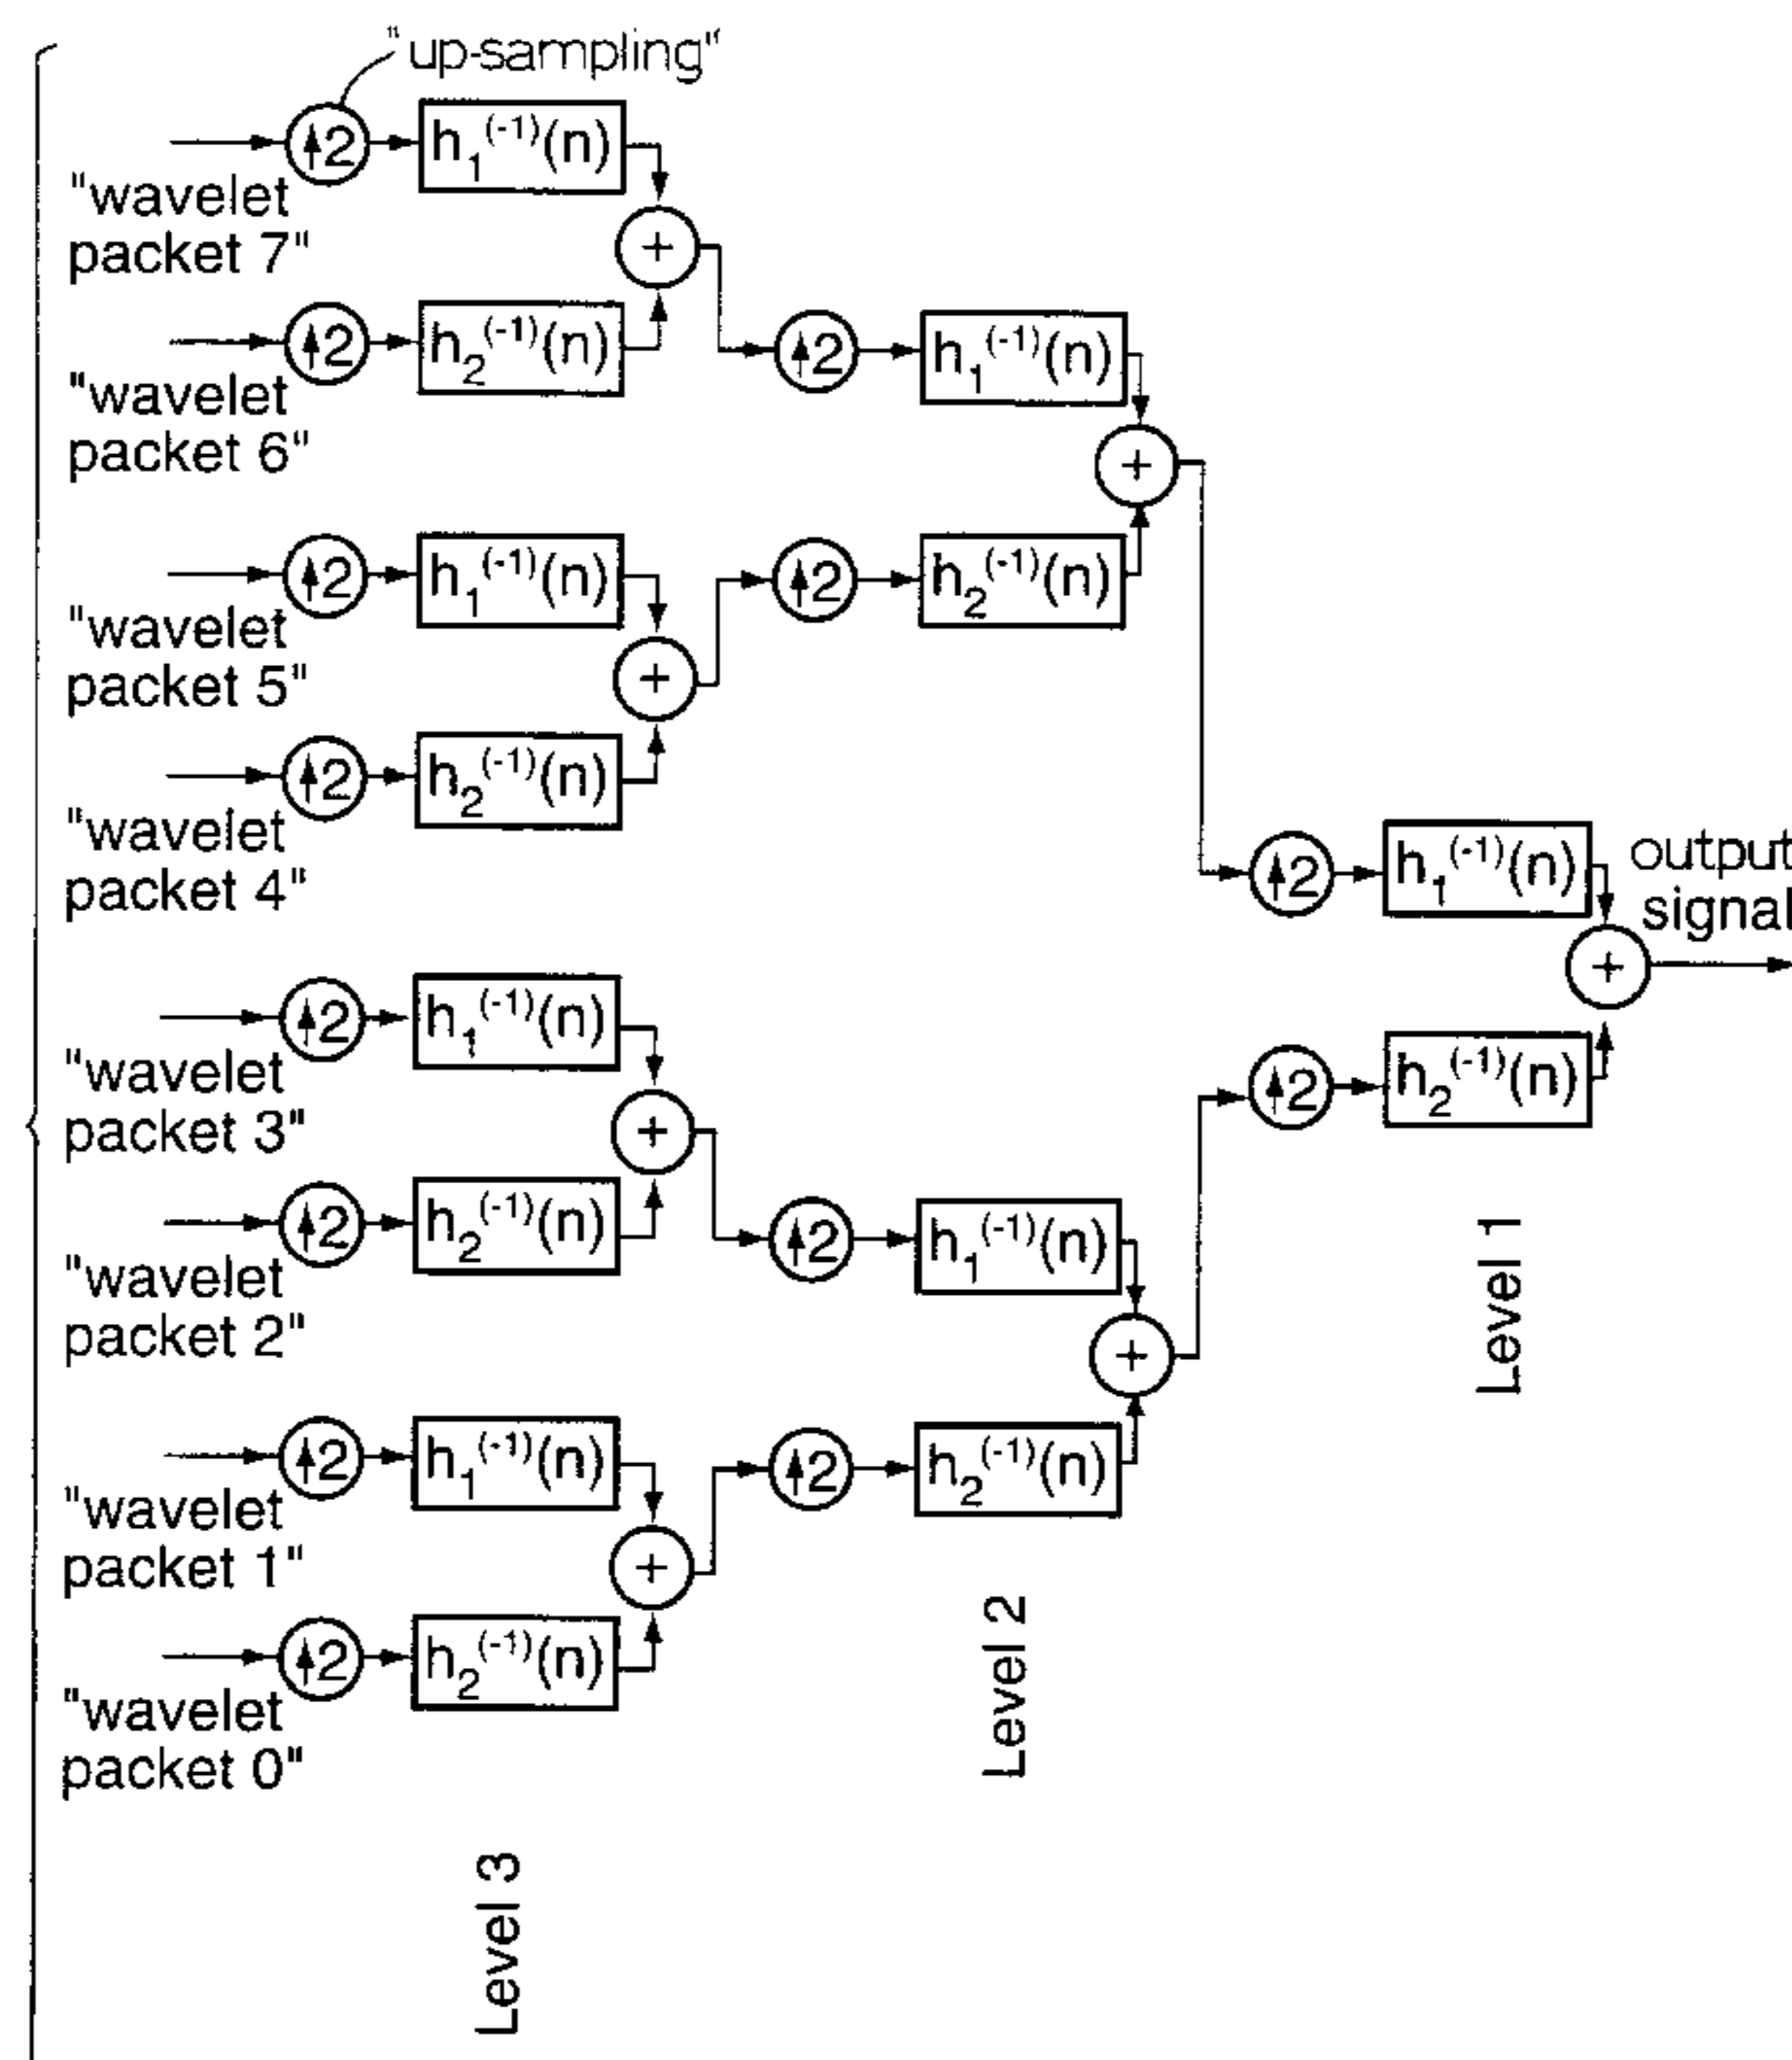 "up-sampling"
↑2
h₁⁽⁻¹⁾(n)
"wavelet
packet 7"
+
↑2
h₂⁽⁻¹⁾(n)
"wavelet
packet 6"
↑2
h₁⁽⁻¹⁾(n)
+
↑2
h₁⁽⁻¹⁾(n)
"wavelet
packet 5"
+
↑2
h₂⁽⁻¹⁾(n)
↑2
h₂⁽⁻¹⁾(n)
"wavelet
packet 4"
↑2
h₁⁽⁻¹⁾(n)
output
signal
+
↑2
h₁⁽⁻¹⁾(n)
"wavelet
packet 3"
+
↑2
h₂⁽⁻¹⁾(n)
↑2
h₂⁽⁻¹⁾(n)
"wavelet
packet 2"
↑2
h₁⁽⁻¹⁾(n)
+
Level 1
↑2
h₁⁽⁻¹⁾(n)
"wavelet
packet 1"
+
↑2
h₂⁽⁻¹⁾(n)
↑2
h₂⁽⁻¹⁾(n)
"wavelet
packet 0"
Level 2
Level 3